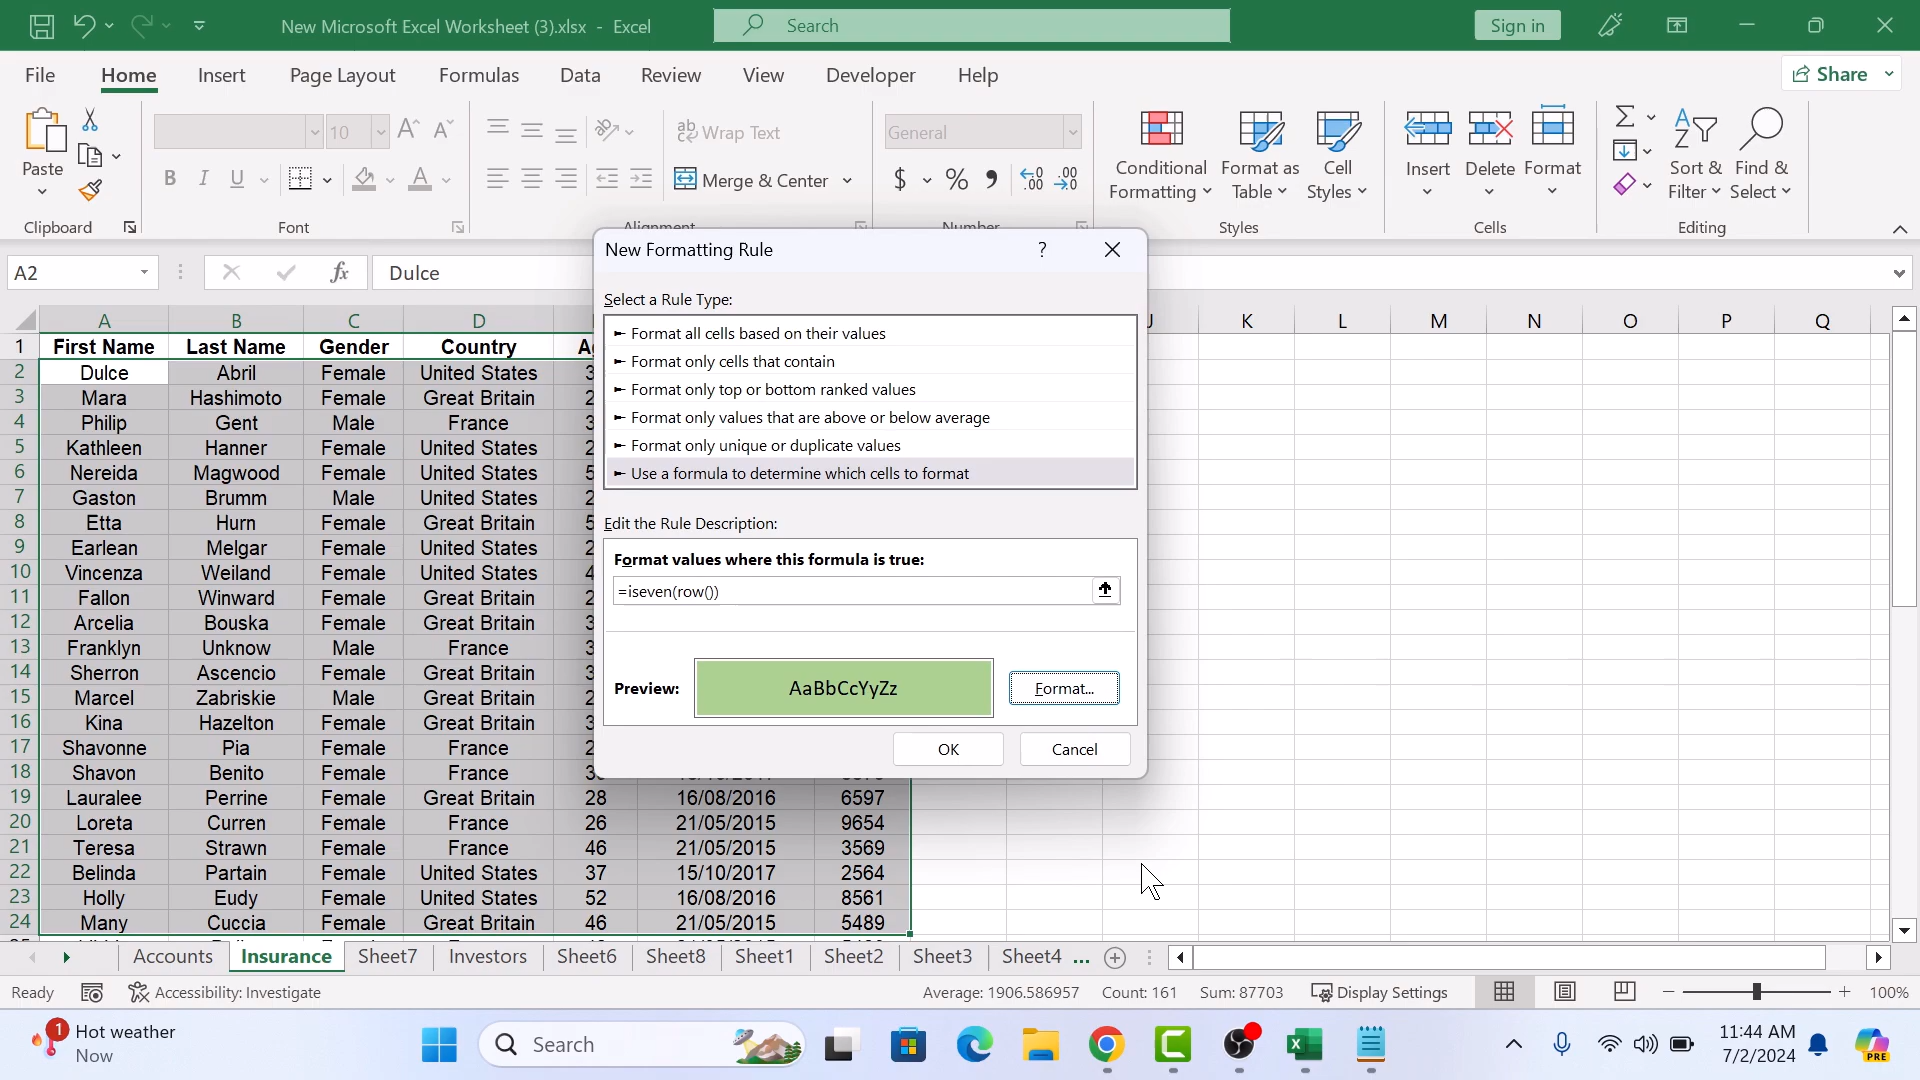 New Microsoft Excel Worksheet (3).xlsx - Excel
Search
Sign in
File Home Insert Page Layout Formulas Data Review View Developer Help
Share
Paste
10
Wrap Text
Merge & Center
General
Conditional Formatting
Format as Table
Cell Styles
Insert
Delete
Format
Sort & Filter
Find & Select
Clipboard Font Alignment Number Styles Cells Editing
A2
fx
Dulce
New Formatting Rule
Select a Rule Type:
► Format all cells based on their values
► Format only cells that contain
► Format only top or bottom ranked values
► Format only values that are above or below average
► Format only unique or duplicate values
► Use a formula to determine which cells to format
Edit the Rule Description:
Format values where this formula is true:
=iseven(row())
Preview:
AaBbCcYyZz
Format...
OK
Cancel
A B C D J K L M N O P Q
1 First Name Last Name Gender Country
2 Dulce Abril Female United States
3 Mara Hashimoto Female Great Britain
4 Philip Gent Male France
5 Kathleen Hanner Female United States
6 Nereida Magwood Female United States
7 Gaston Brumm Male United States
8 Etta Hurn Female Great Britain
9 Earlean Melgar Female United States
10 Vincenza Weiland Female United States
11 Fallon Winward Female Great Britain
12 Arcelia Bouska Female Great Britain
13 Franklyn Unknow Male France
14 Sherron Ascencio Female Great Britain
15 Marcel Zabriskie Male Great Britain
16 Kina Hazelton Female Great Britain
17 Shavonne Pia Female France
18 Shavon Benito Female France
19 Lauralee Perrine Female Great Britain 28 16/08/2016 6597
20 Loreta Curren Female France 26 21/05/2015 9654
21 Teresa Strawn Female France 46 21/05/2015 3569
22 Belinda Partain Female United States 37 15/10/2017 2564
23 Holly Eudy Female United States 52 16/08/2016 8561
24 Many Cuccia Female Great Britain 46 21/05/2015 5489
Accounts Insurance Sheet7 Investors Sheet6 Sheet8 Sheet1 Sheet2 Sheet3 Sheet4 ...
Ready
Accessibility: Investigate
Average: 1906.586957 Count: 161 Sum: 87703
Display Settings
100%
1
Hot weather
Now
Search
11:44 AM
7/2/2024
PRE